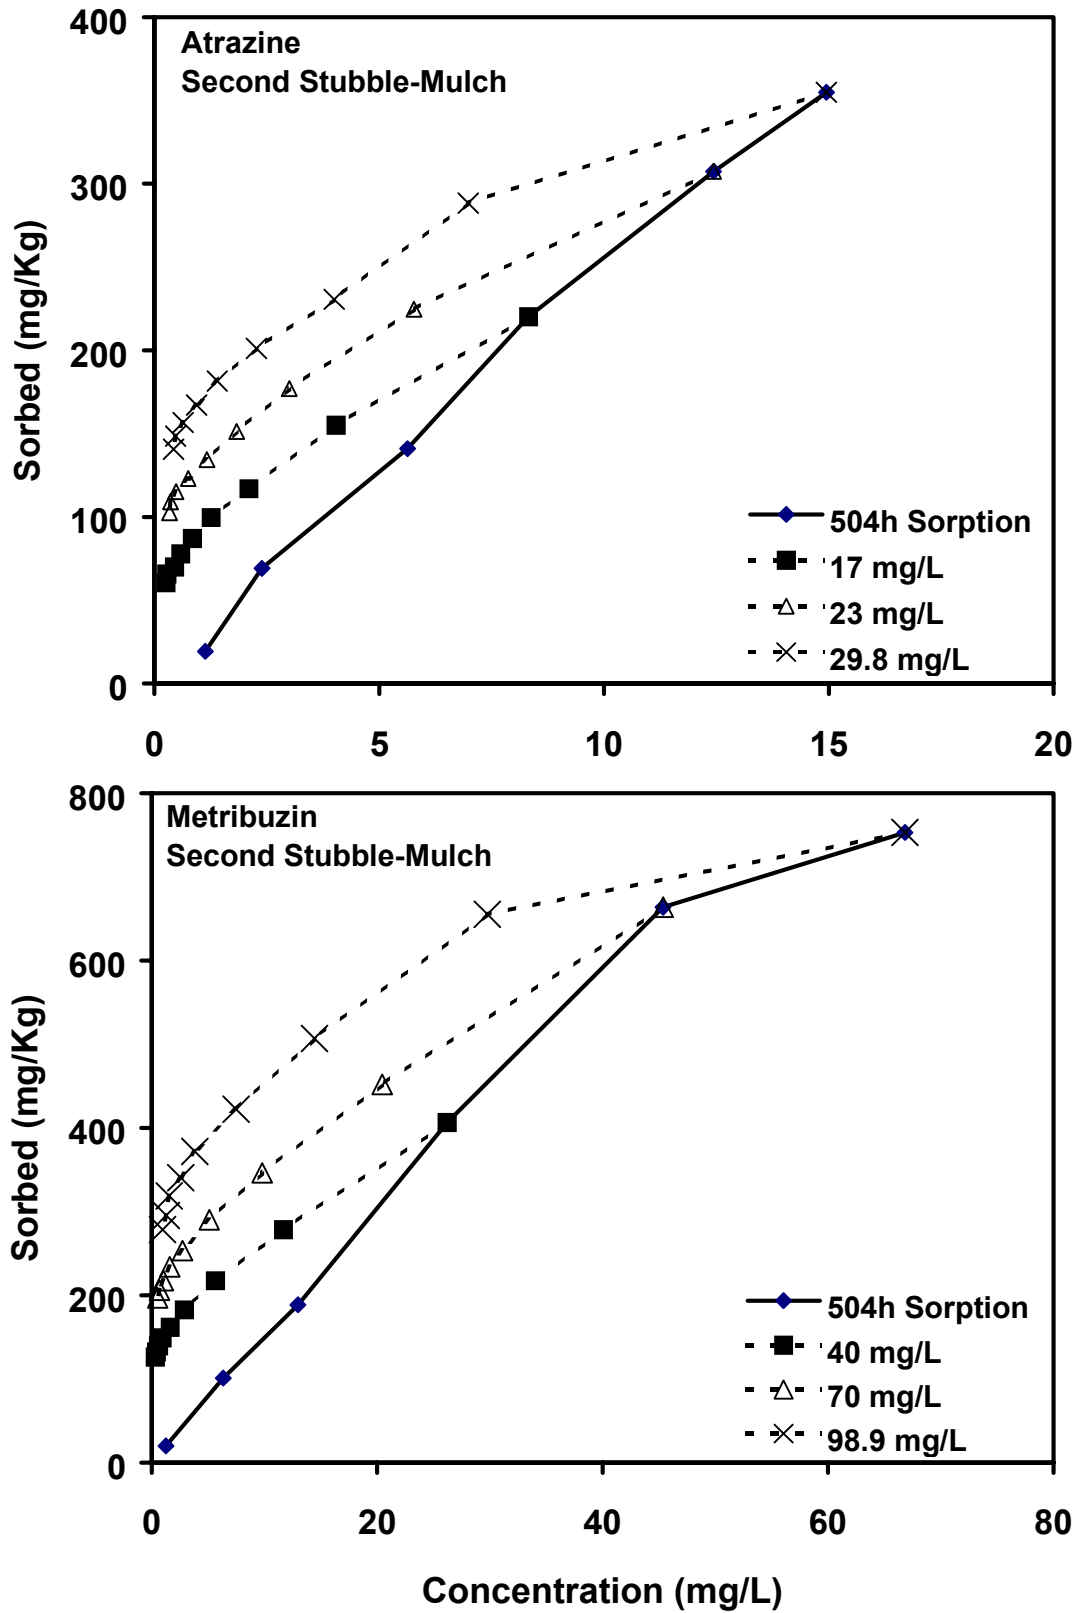 Atrazine
Second Stubble-Mulch
400
300
200
100
0
Sorbed (mg/Kg)
504h Sorption
17 mg/L
23 mg/L
29.8 mg/L
0 5 10 15 20
Metribuzin
Second Stubble-Mulch
800
600
400
200
0
Sorbed (mg/Kg)
504h Sorption
40 mg/L
70 mg/L
98.9 mg/L
0 20 40 60 80
Concentration (mg/L)